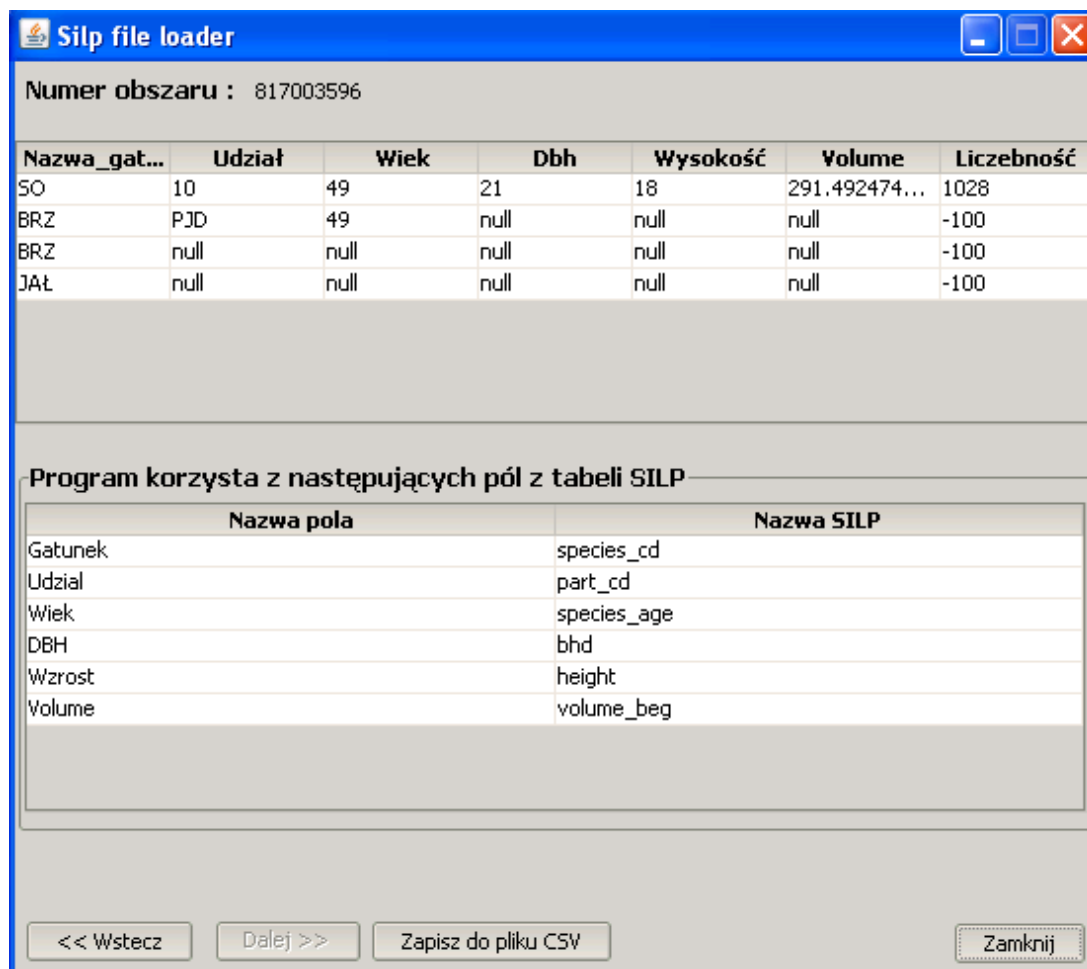 Silp file loader
Numer obszaru : 817003596
Nazwa_gat... Udział Wiek Dbh Wysokość Volume Liczebność
SO 10 49 21 18 291.492474... 1028
BRZ PJD 49 null null null -100
BRZ null null null null null -100
JAŁ null null null null null -100
Program korzysta z następujących pól z tabeli SILP
Nazwa pola Nazwa SILP
Gatunek species_cd
Udzial part_cd
Wiek species_age
DBH bhd
Wzrost height
Volume volume_beg
<< Wstecz Dalej >> Zapisz do pliku CSV Zamknij